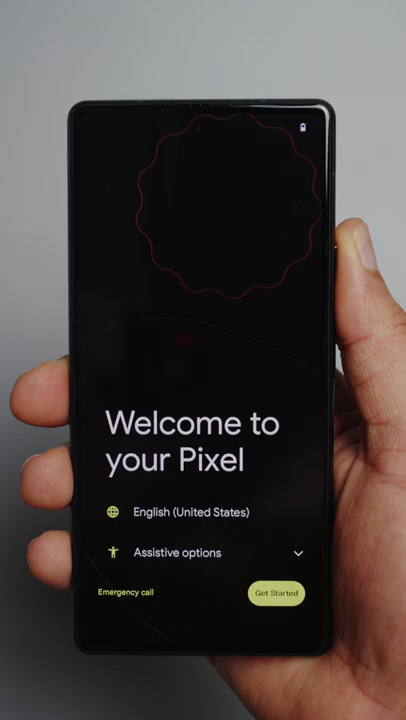 Welcome to
your Pixel
English (United States)
Assistive options
Emergency call
Get Started